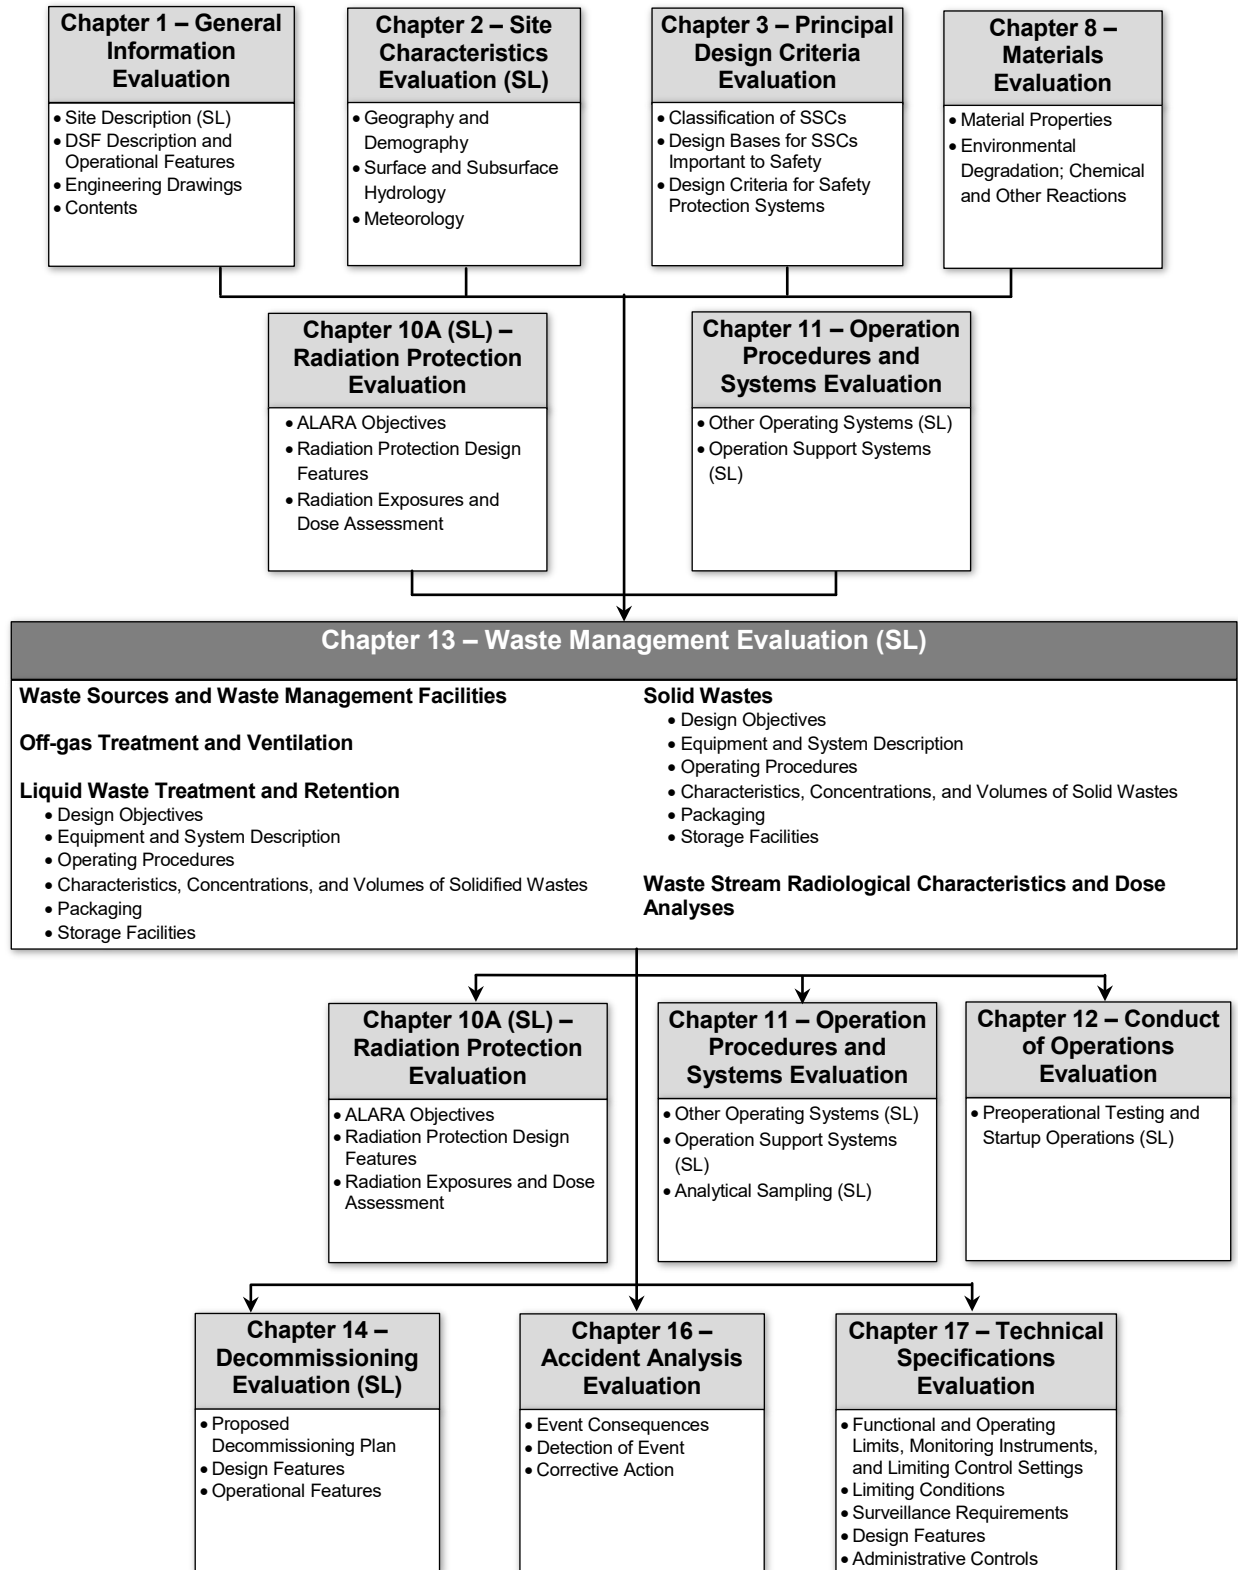 Chapter 1 – General
Information
Evaluation
• Site Description (SL)
• DSF Description and
Operational Features
• Engineering Drawings
• Contents
Chapter 2 – Site
Characteristics
Evaluation (SL)
• Geography and
Demography
• Surface and Subsurface
Hydrology
• Meteorology
Chapter 3 – Principal
Design Criteria
Evaluation
• Classification of SSCs
• Design Bases for SSCs
Important to Safety
• Design Criteria for Safety
Protection Systems
Chapter 8 –
Materials
Evaluation
• Material Properties
• Environmental
Degradation; Chemical
and Other Reactions
Chapter 10A (SL) –
Radiation Protection
Evaluation
• ALARA Objectives
• Radiation Protection Design
Features
• Radiation Exposures and
Dose Assessment
Chapter 11 – Operation
Procedures and
Systems Evaluation
• Other Operating Systems (SL)
• Operation Support Systems
(SL)
Chapter 13 – Waste Management Evaluation (SL)
Waste Sources and Waste Management Facilities
Off-gas Treatment and Ventilation
Liquid Waste Treatment and Retention
• Design Objectives
• Equipment and System Description
• Operating Procedures
• Characteristics, Concentrations, and Volumes of Solidified Wastes
• Packaging
• Storage Facilities
Solid Wastes
• Design Objectives
• Equipment and System Description
• Operating Procedures
• Characteristics, Concentrations, and Volumes of Solid Wastes
• Packaging
• Storage Facilities
Waste Stream Radiological Characteristics and Dose
Analyses
Chapter 10A (SL) –
Radiation Protection
Evaluation
• ALARA Objectives
• Radiation Protection Design
Features
• Radiation Exposures and Dose
Assessment
Chapter 11 – Operation
Procedures and
Systems Evaluation
• Other Operating Systems (SL)
• Operation Support Systems
(SL)
• Analytical Sampling (SL)
Chapter 12 – Conduct
of Operations
Evaluation
• Preoperational Testing and
Startup Operations (SL)
Chapter 14 –
Decommissioning
Evaluation (SL)
• Proposed
Decommissioning Plan
• Design Features
• Operational Features
Chapter 16 –
Accident Analysis
Evaluation
• Event Consequences
• Detection of Event
• Corrective Action
Chapter 17 – Technical
Specifications
Evaluation
• Functional and Operating
Limits, Monitoring Instruments,
and Limiting Control Settings
• Limiting Conditions
• Surveillance Requirements
• Design Features
• Administrative Controls